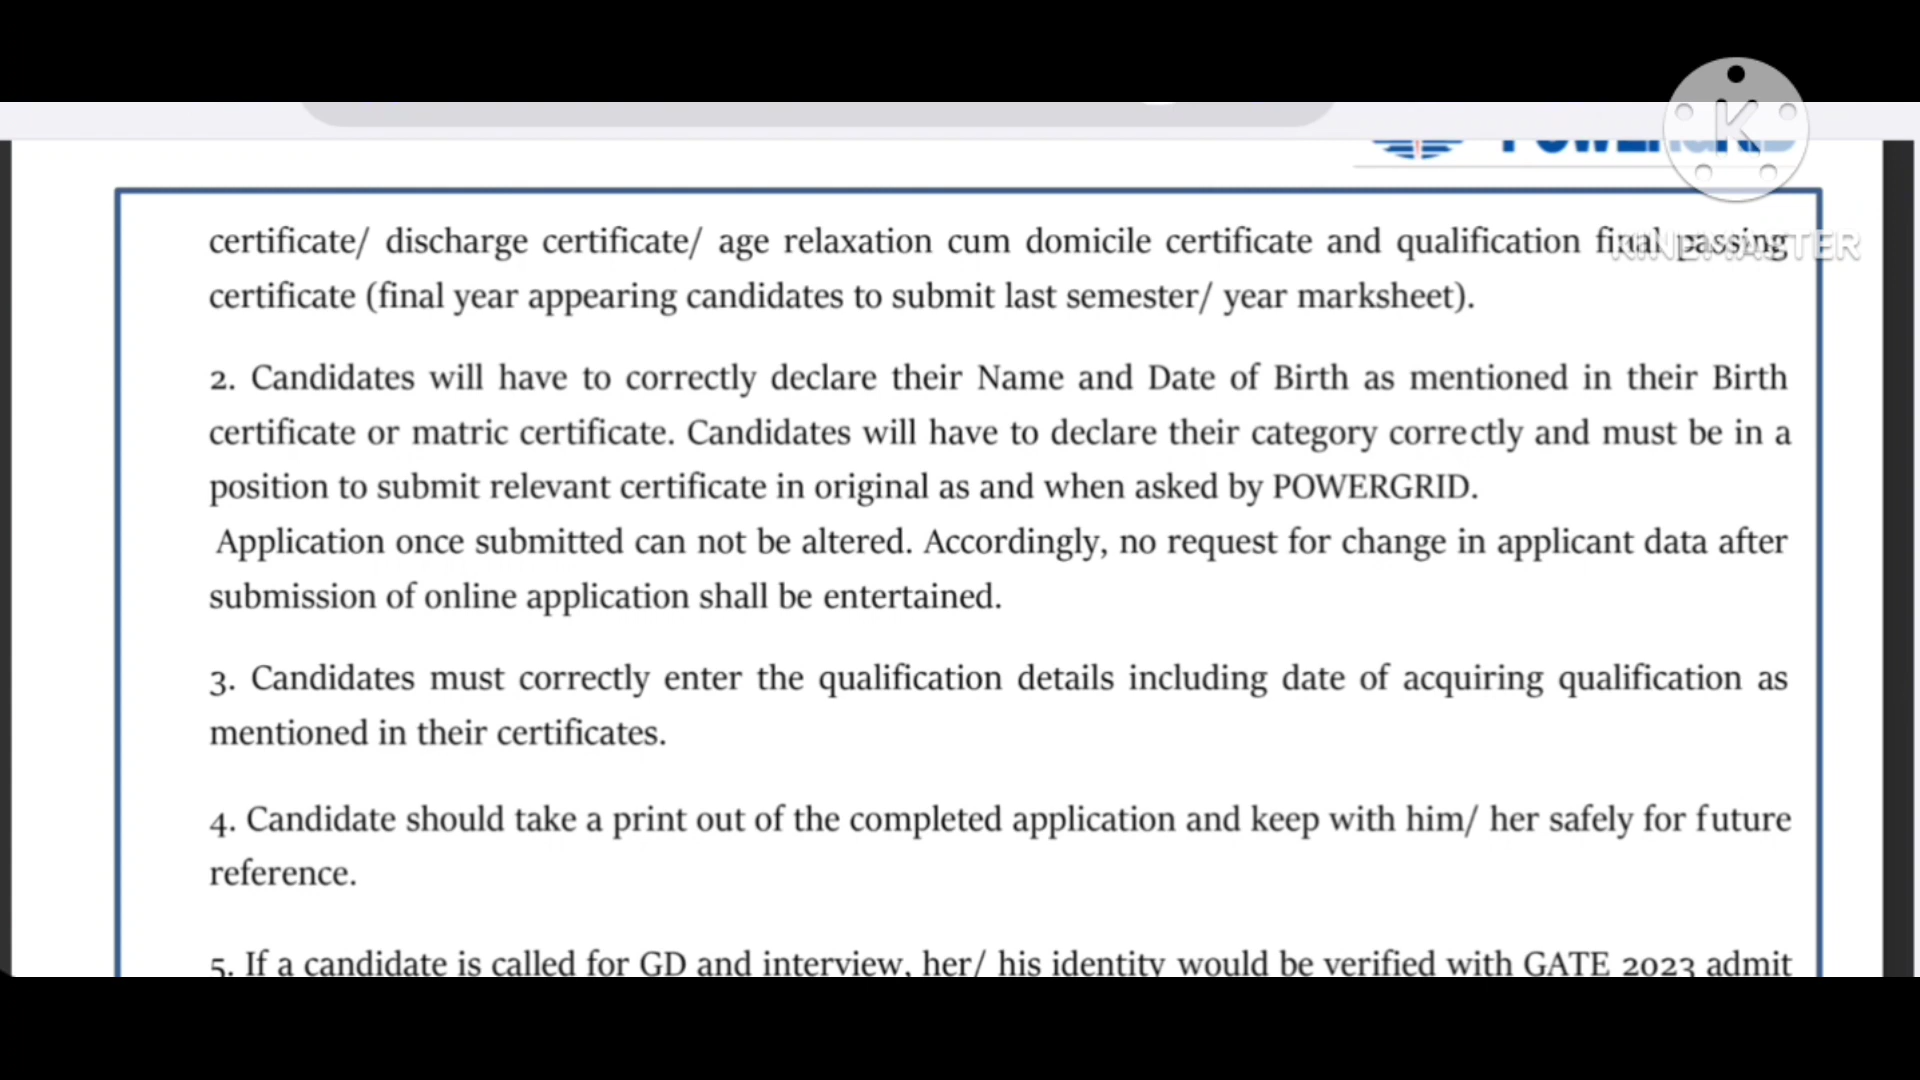 POWERGRID
K
KINEMASTER
certificate/ discharge certificate/ age relaxation cum domicile certificate and qualification final passing
certificate (final year appearing candidates to submit last semester/ year marksheet).
2. Candidates will have to correctly declare their Name and Date of Birth as mentioned in their Birth
certificate or matric certificate. Candidates will have to declare their category correctly and must be in a
position to submit relevant certificate in original as and when asked by POWERGRID.
Application once submitted can not be altered. Accordingly, no request for change in applicant data after
submission of online application shall be entertained.
3. Candidates must correctly enter the qualification details including date of acquiring qualification as
mentioned in their certificates.
4. Candidate should take a print out of the completed application and keep with him/ her safely for future
reference.
5. If a candidate is called for GD and interview, her/ his identity would be verified with GATE 2023 admit